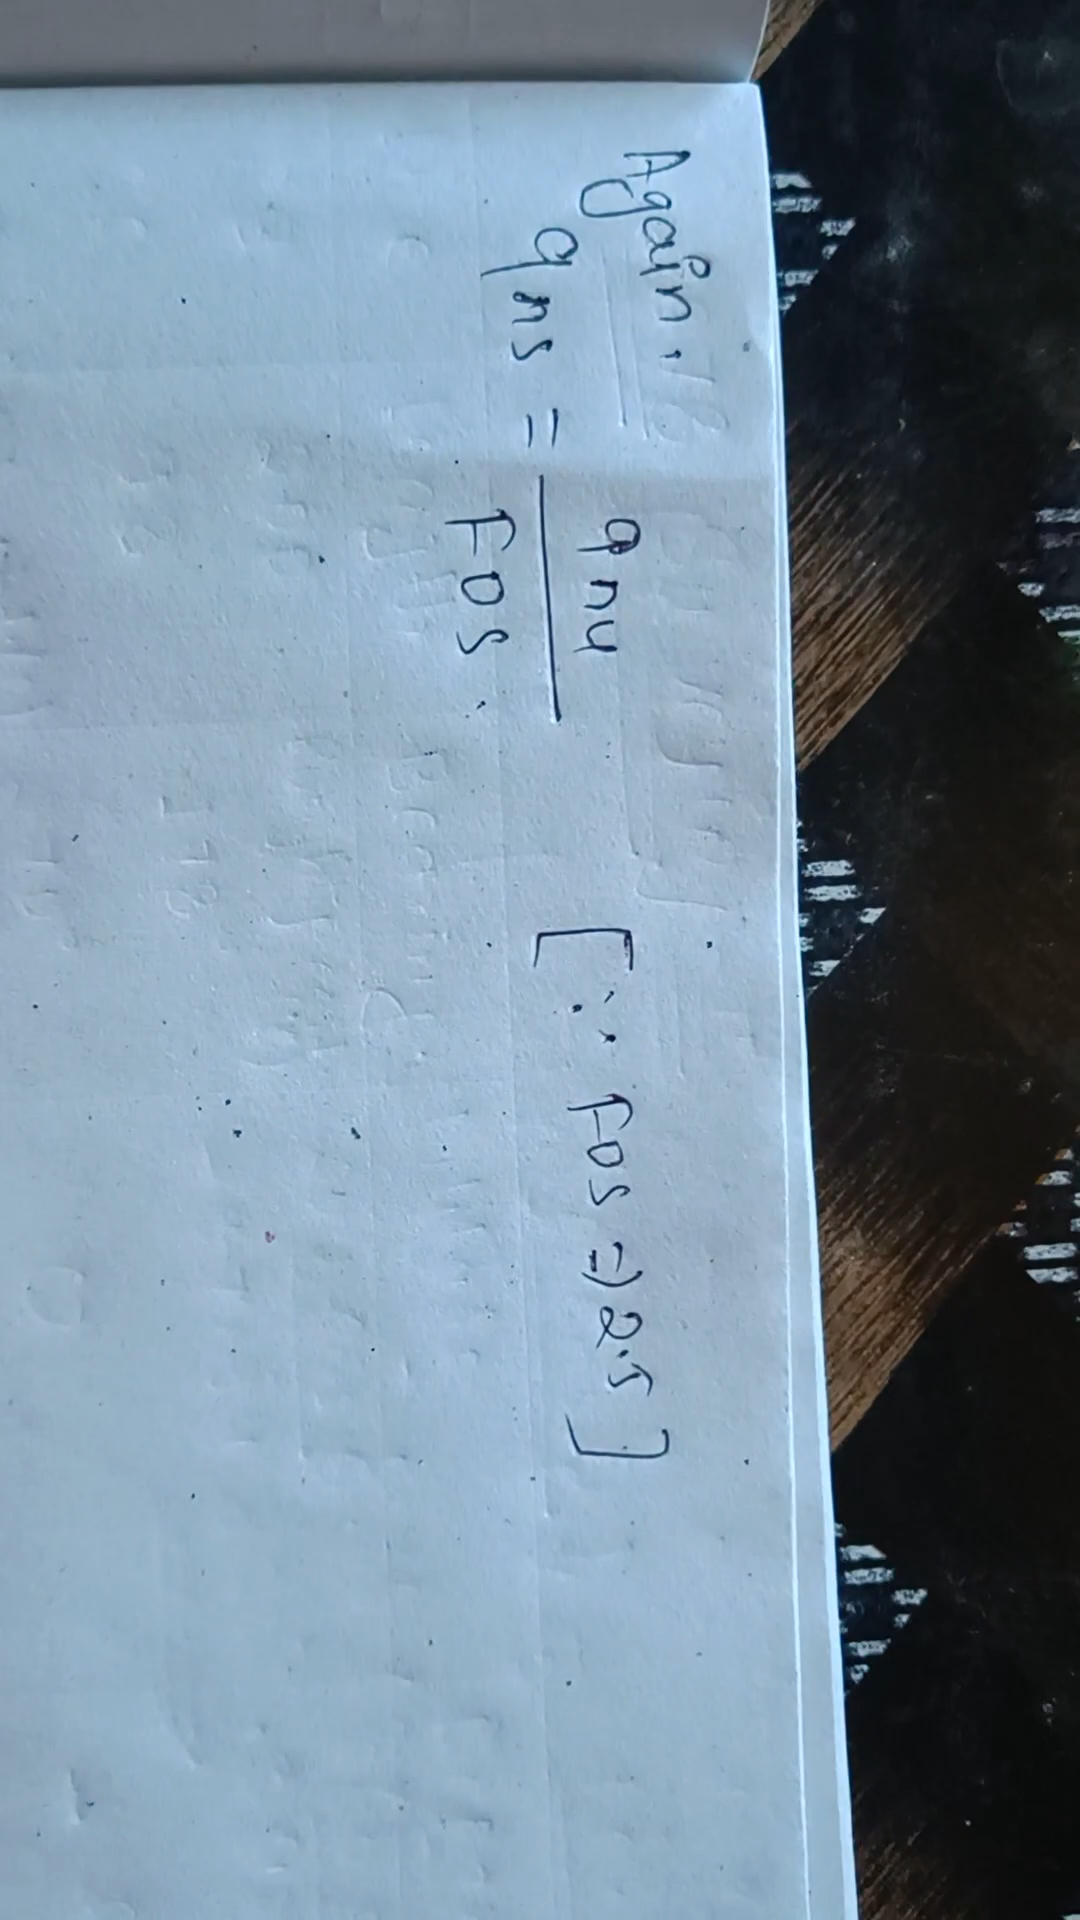 Again,
qns = qnu / FOS [∵ FOS => 2.5]